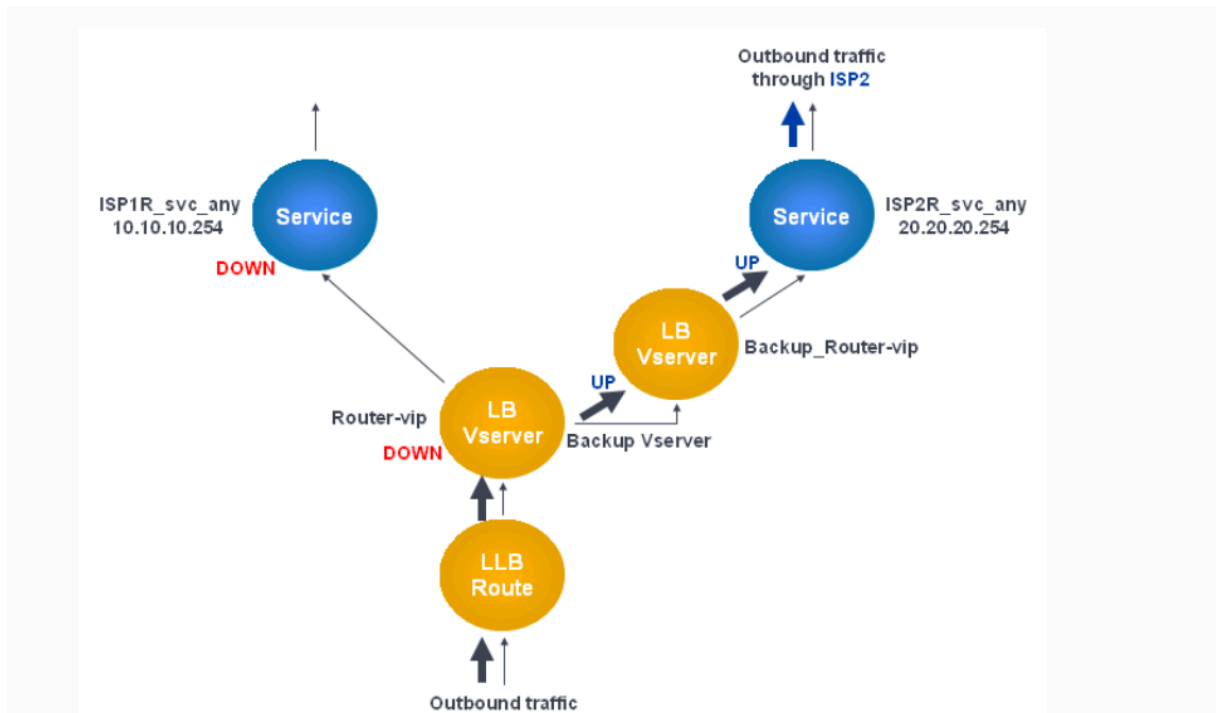 Outbound traffic
through ISP2
ISP1R_svc_any
10.10.10.254
Service
DOWN
Service
ISP2R_svc_any
20.20.20.254
UP
LB
Vserver
Backup_Router-vip
UP
Router-vip
DOWN
LB
Vserver
Backup Vserver
LLB
Route
Outbound traffic